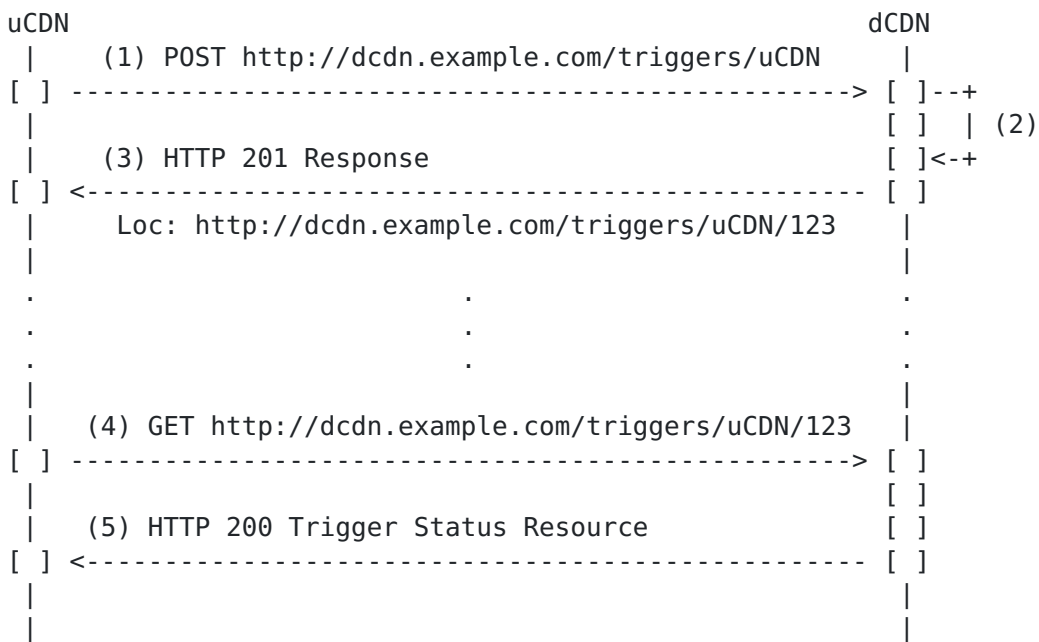 uCDN                                                   dCDN
 |    (1) POST http://dcdn.example.com/triggers/uCDN     |
[ ] --------------------------------------------------> [ ]--+
 |                                                      [ ]  | (2)
 |    (3) HTTP 201 Response                             [ ]<-+
[ ] <-------------------------------------------------- [ ]
 |     Loc: http://dcdn.example.com/triggers/uCDN/123    |
 |                                                       |
 .                           .                           .
 .                           .                           .
 .                           .                           .
 |                                                       |
 |   (4) GET http://dcdn.example.com/triggers/uCDN/123   |
[ ] --------------------------------------------------> [ ]
 |                                                      [ ]
 |   (5) HTTP 200 Trigger Status Resource               [ ]
[ ] <-------------------------------------------------- [ ]
 |                                                       |
 |                                                       |